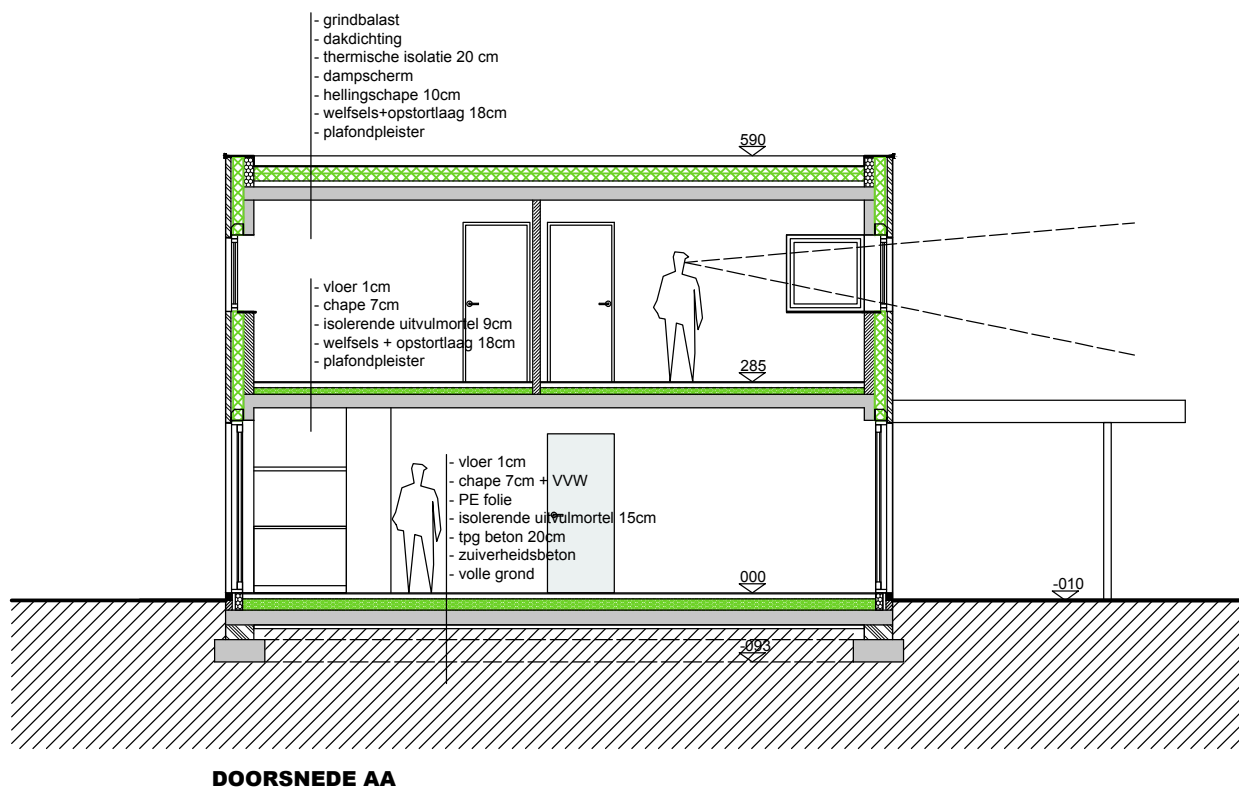 - grindbalast
- dakdichting
- thermische isolatie 20 cm
- dampscherm
- hellingschape 10cm
- welfsels+opstortlaag 18cm
- plafondpleister
590
- vloer 1cm
- chape 7cm
- isolerende uitvulmortel 9cm
- welfsels + opstortlaag 18cm
- plafondpleister
285
- vloer 1cm
- chape 7cm + VVW
- PE folie
- isolerende uitvulmortel 15cm
- tpg beton 20cm
- zuiverheidsbeton
- volle grond
000
-010
-093
DOORSNEDE AA